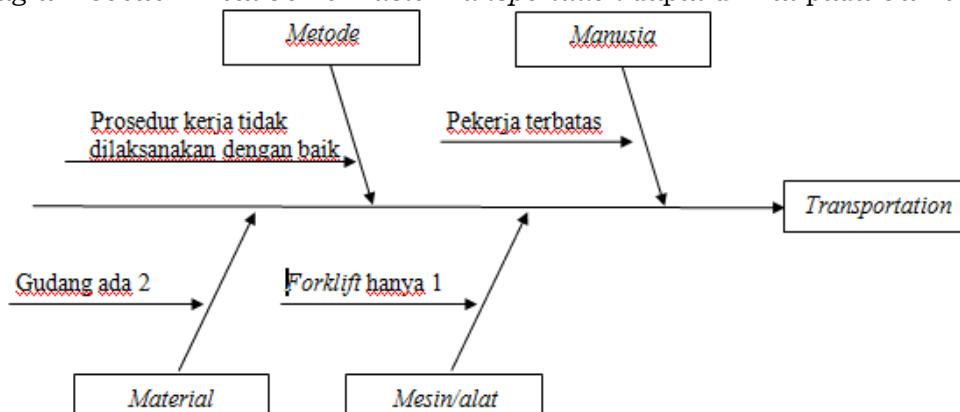 Metode
Manusia
Prosedur kerja tidak
dilaksanakan dengan baik
Pekerja terbatas
Transportation
Gudang ada 2
Forklift hanya 1
Material
Mesin/alat